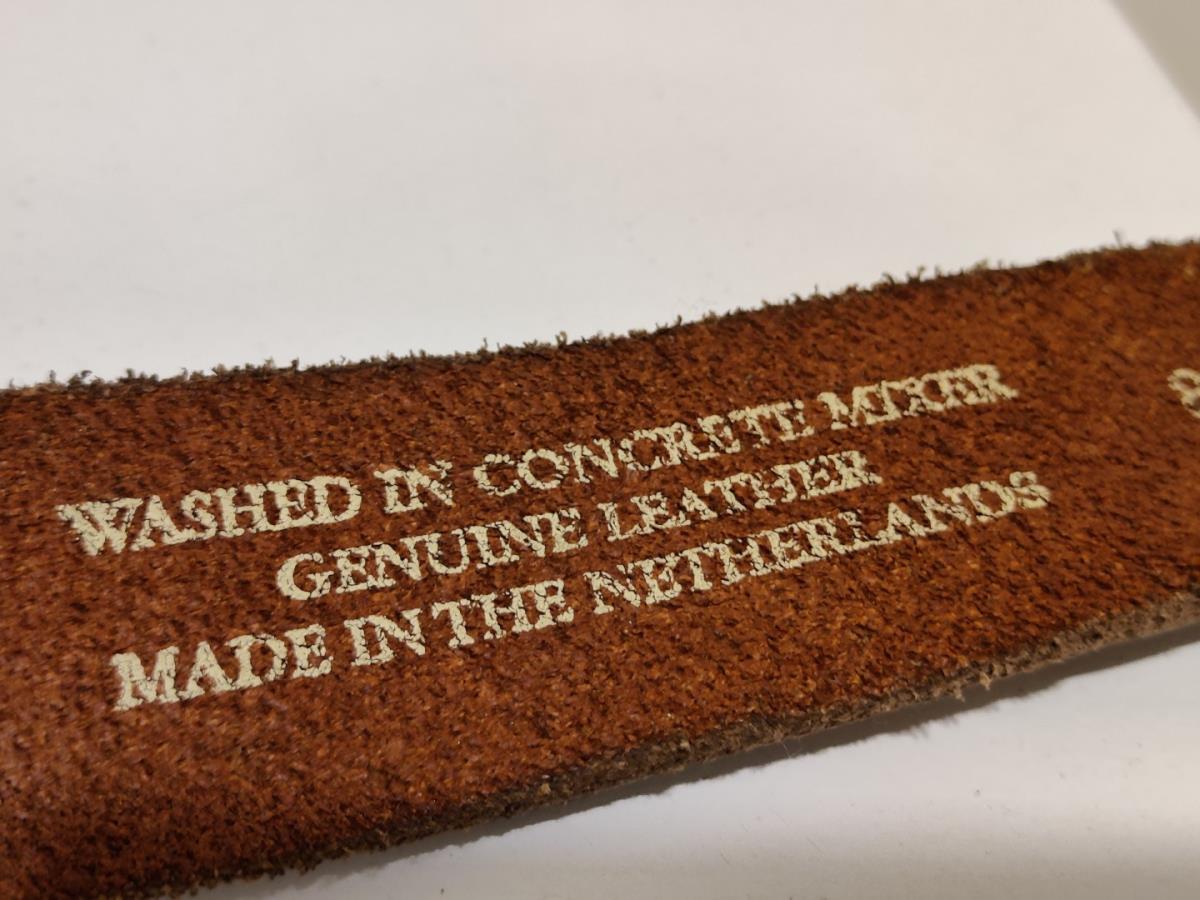 WASHED IN CONCRETE MIXER
GENUINE LEATHER
MADE IN THE NETHERLANDS